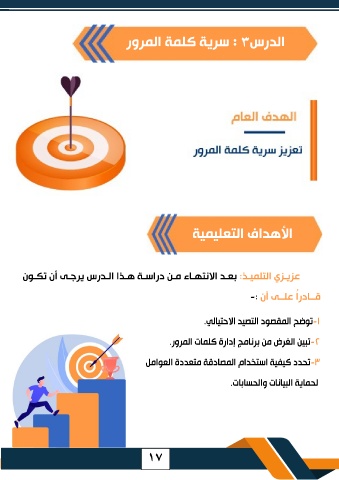 الدرس٣ : سرية كلمة المرور
الهدف العام
تعزيز سرية كلمة المرور
الأهداف التعليمية
عزيزي التلميذ: بعد الانتهاء من دراسة هذا الدرس يرجى أن تكون
قادراً على أن :-
١-توضح المقصود التصيد الاحتيالي.
٢-تبين الغرض من برنامج إدارة كلمات المرور.
٣-تحدد كيفية استخدام المصادقة متعددة العوامل
لحماية البيانات والحسابات.
١٧